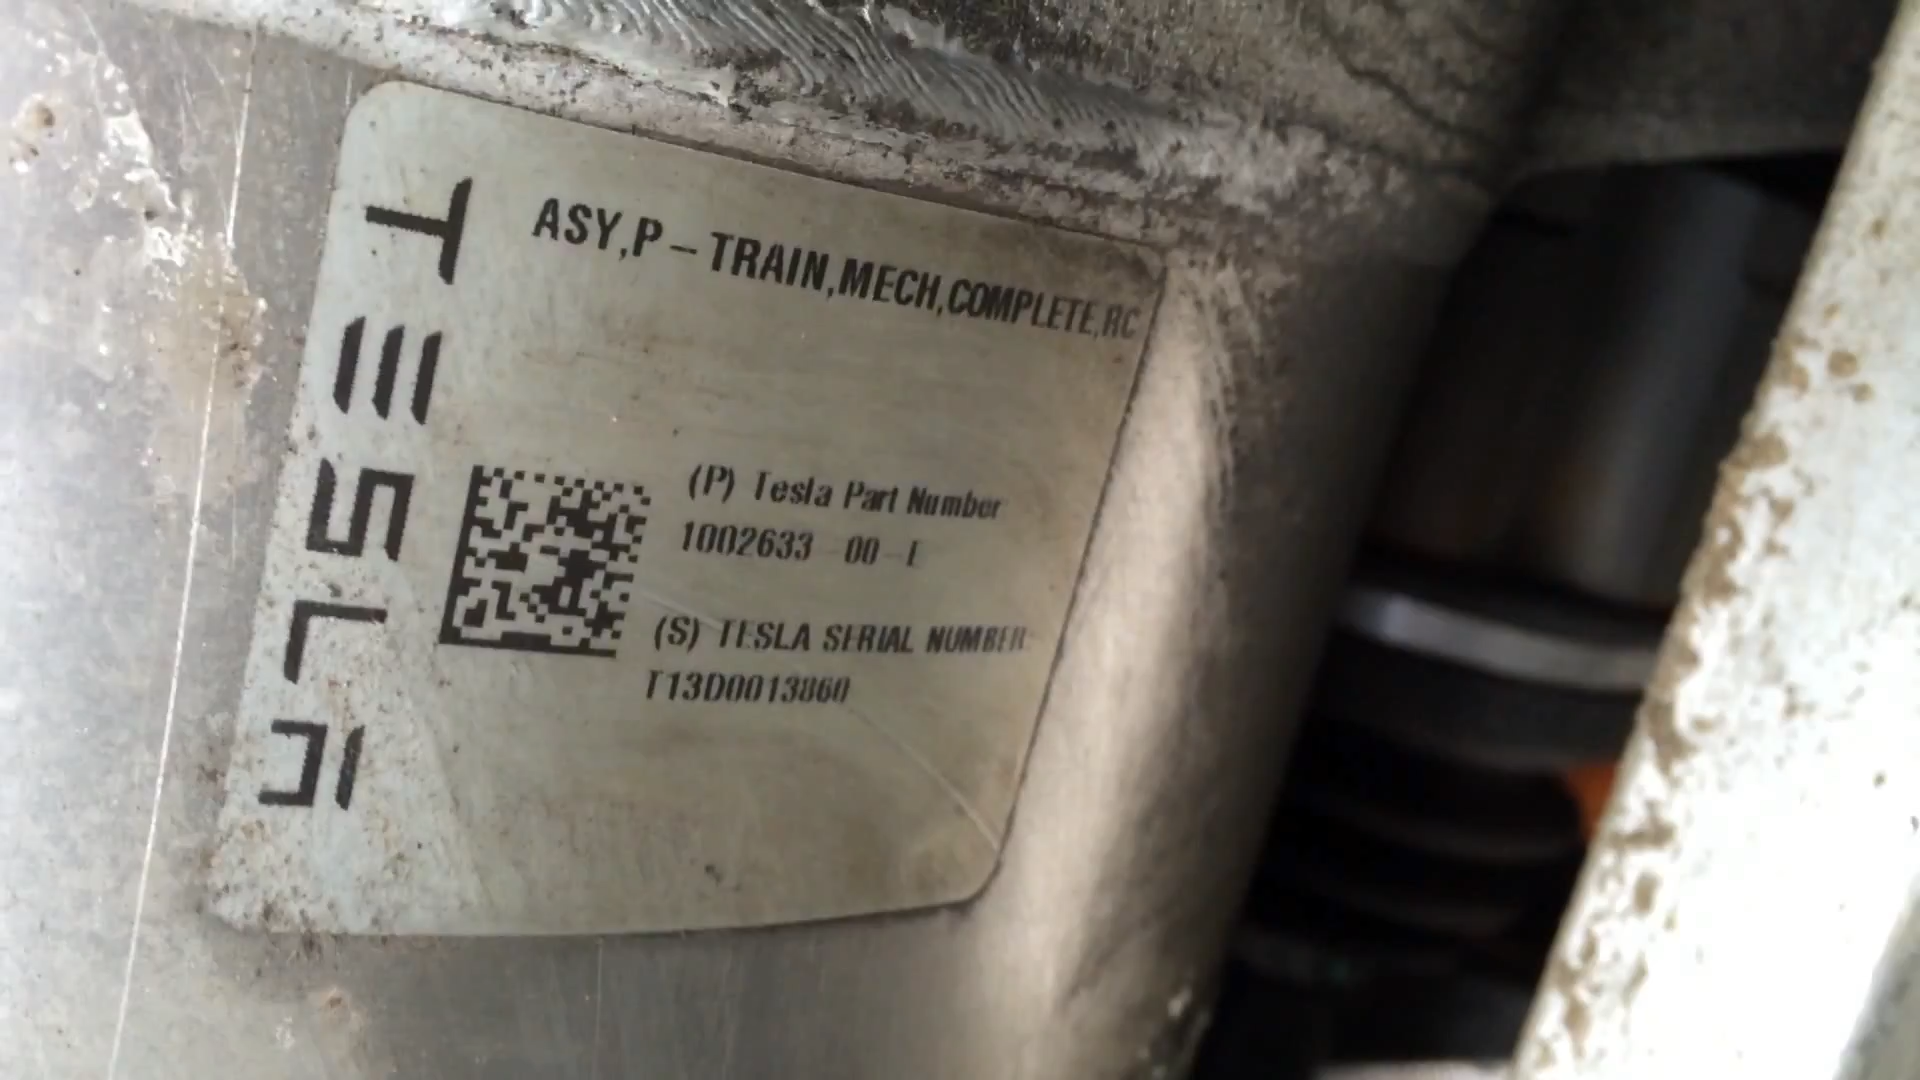 TESLA
ASY,P-TRAIN,MECH,COMPLETE,RC
(P) Tesla Part Number
1002633 00-
(S) TESLA SERIAL NUMBER
T13D0013860